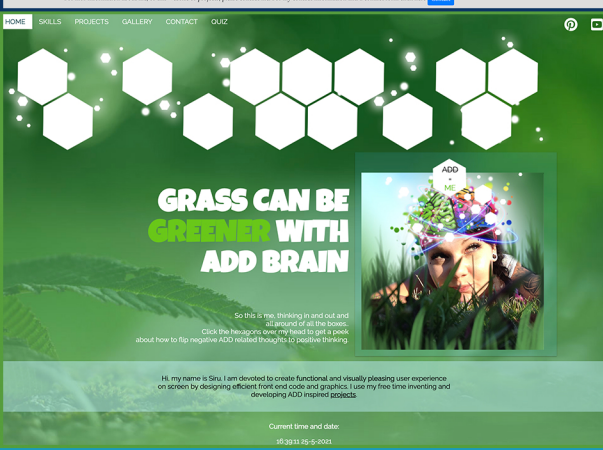 HOME SKILLS PROJECTS GALLERY CONTACT QUIZ
ADD
+
ME
GRASS CAN BE
GREENER WITH
ADD BRAIN
So this is me, thinking in and out and
all around of all the boxes.
Click the hexagons over my head to get a peek
about how to flip negative ADD related thoughts to positive thinking.
Hi, my name is Siru. I am devoted to create functional and visually pleasing user experience
on screen by designing efficient front end code and graphics. I use my free time inventing and
developing ADD inspired projects.
Current time and date:
16:39:11 25-5-2021